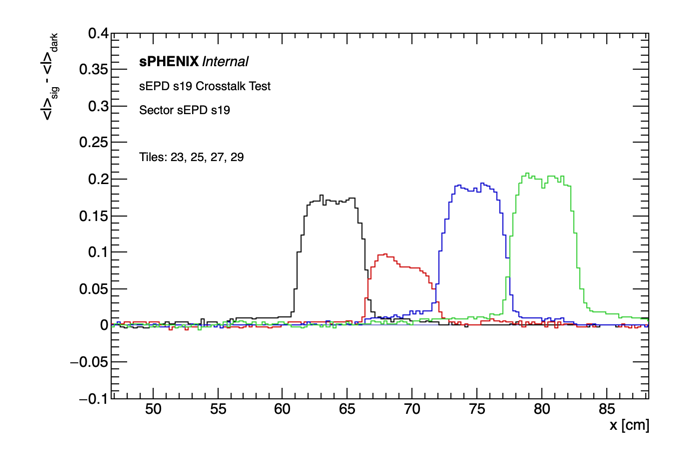 <I>sig - <I>dark
0.4
0.35
0.3
0.25
0.2
0.15
0.1
0.05
0
−0.05
−0.1
sPHENIX Internal
sEPD s19 Crosstalk Test
Sector sEPD s19
Tiles: 23, 25, 27, 29
50 55 60 65 70 75 80 85
x [cm]